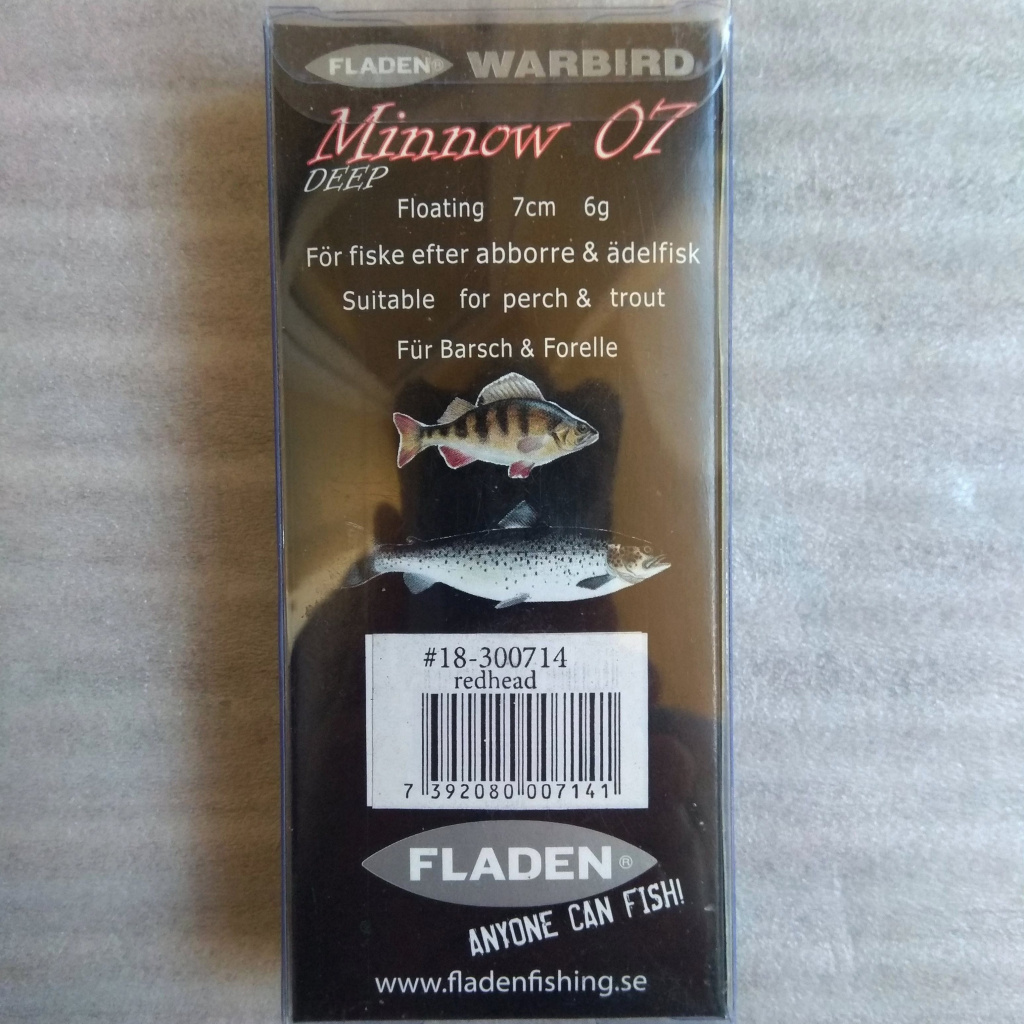 FLADEN® WARBIRD
Minnow 07
DEEP
Floating 7cm 6g
För fiske efter abborre & ädelfisk
Suitable for perch & trout
Für Barsch & Forelle
#18-300714
redhead
7 392080 007141
FLADEN®
ANYONE CAN FISH!
www.fladenfishing.se